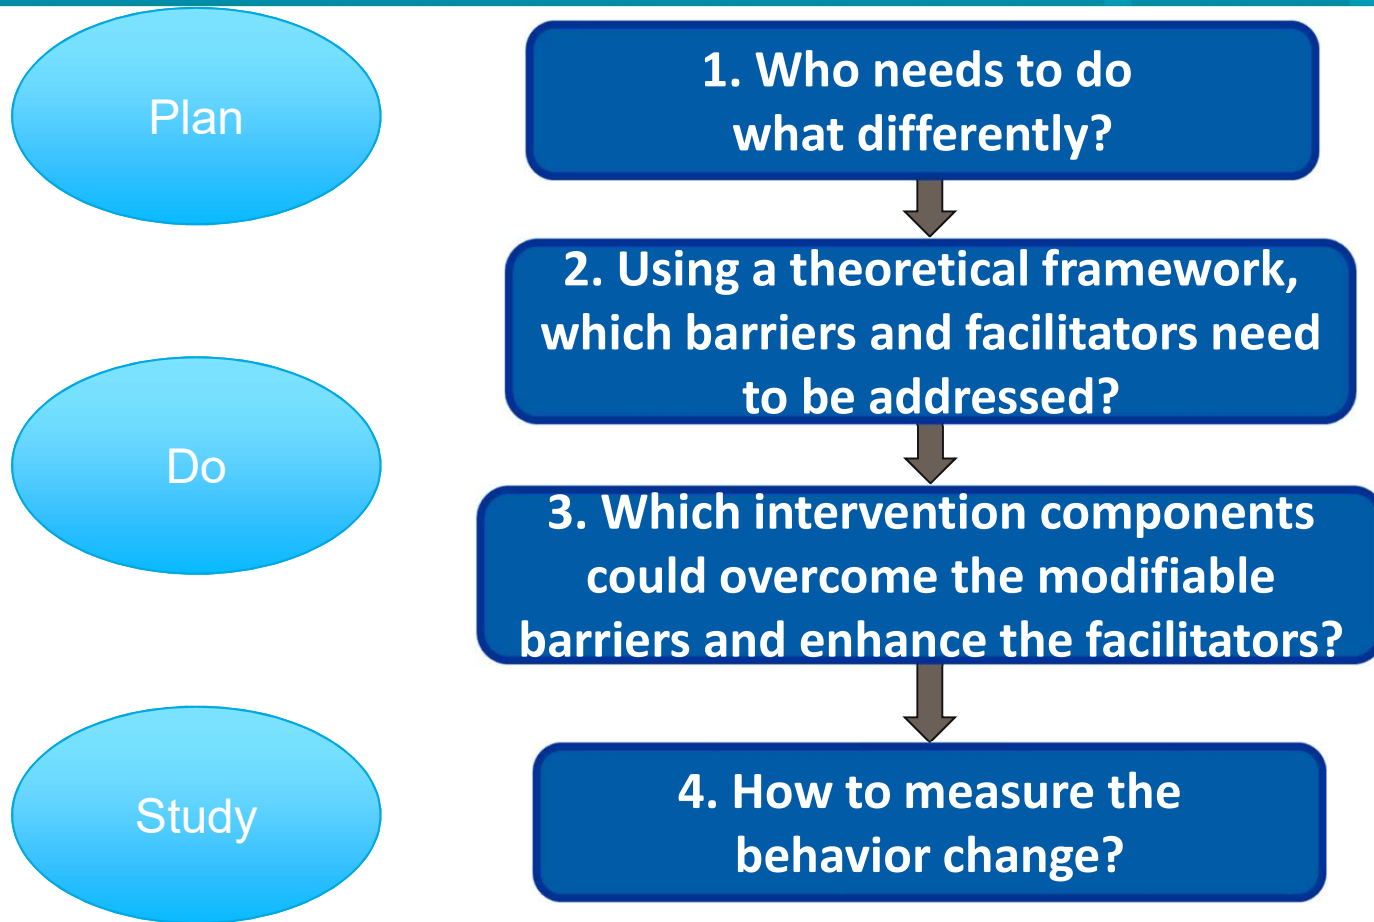 Plan
1. Who needs to do
what differently?
2. Using a theoretical framework,
which barriers and facilitators need
to be addressed?
Do
3. Which intervention components
could overcome the modifiable
barriers and enhance the facilitators?
Study
4. How to measure the
behavior change?